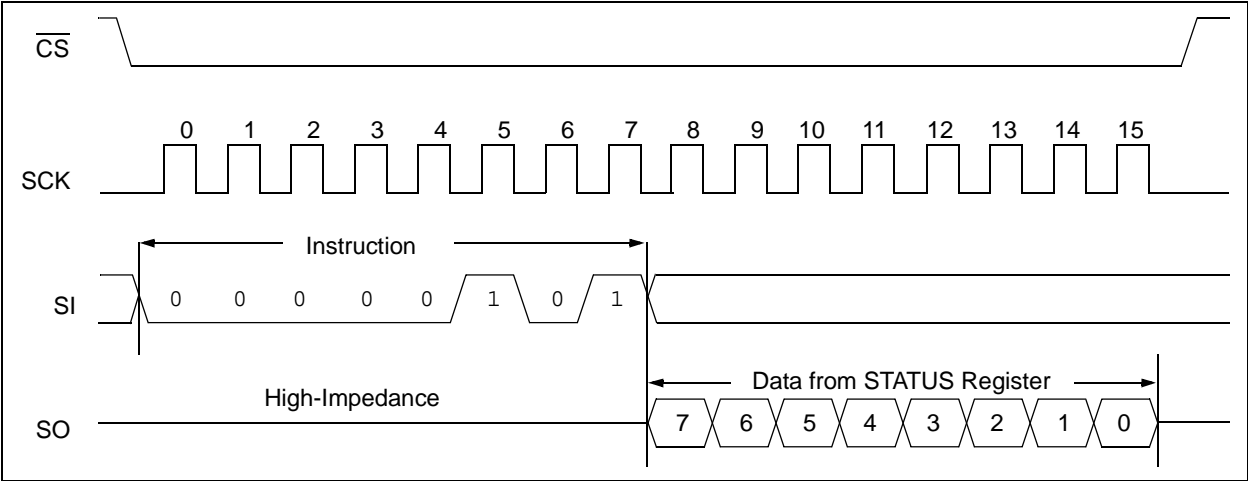 CS
0 1 2 3 4 5 6 7 8 9 10 11 12 13 14 15
SCK
Instruction
SI 0 0 0 0 0 1 0 1
Data from STATUS Register
High-Impedance
SO 7 6 5 4 3 2 1 0